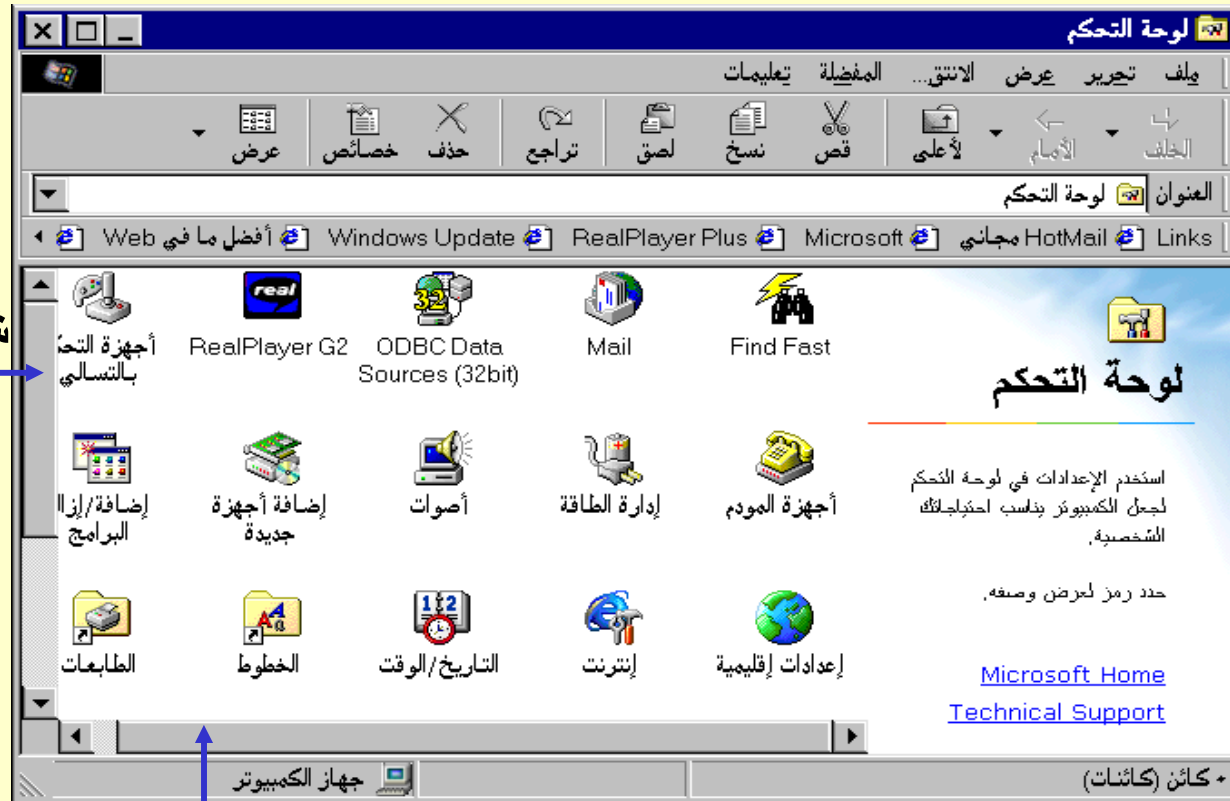 لوحة التحكم
ملف تحرير عرض الانتق... المفضلة تعليمات
الخلف الأمام لأعلى قص نسخ لصق تراجع حذف خصائص عرض
العنوان لوحة التحكم
Links HotMail مجاني Microsoft RealPlayer Plus Windows Update أفضل ما في Web
لوحة التحكم
استخدم الإعدادات في لوحة التحكم
لجعل الكمبيوتر يناسب احتياجاتك
الشخصية.
حدد رمز لعرض وصفه.
Microsoft Home
Technical Support
Find Fast
Mail
ODBC Data
Sources (32bit)
RealPlayer G2
أجهزة التحك
بالتسالي
أجهزة المودم
إدارة الطاقة
أصوات
إضافة أجهزة
جديدة
إضافة/إزال
البرامج
إعدادات إقليمية
إنترنت
التاريخ/الوقت
الخطوط
الطابعات
٠ كائن (كائنات)
جهاز الكمبيوتر